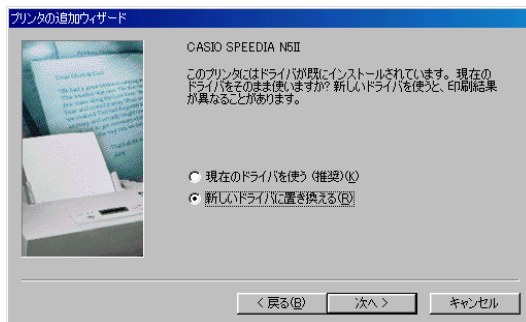 プリンタの追加ウィザード
CASIO SPEEDIA N5II
このプリンタにはドライバが既にインストールされています。現在の
ドライバをそのまま使いますか? 新しいドライバを使うと、印刷結果
が異なることがあります。
現在のドライバを使う (推奨)(K)
新しいドライバに置き換える(R)
< 戻る(B)
次へ >
キャンセル